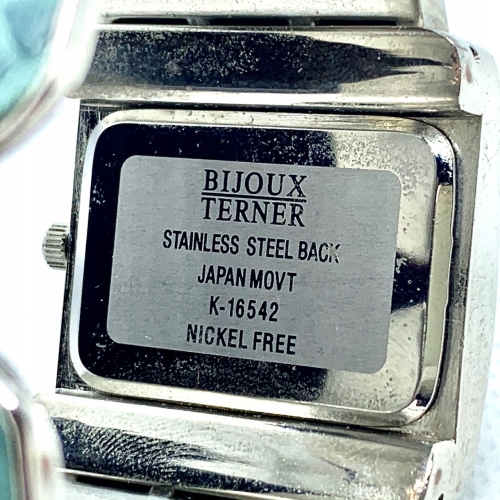 BIJOUX
TERNER
STAINLESS STEEL BACK
JAPAN MOVT
K-16542
NICKEL FREE